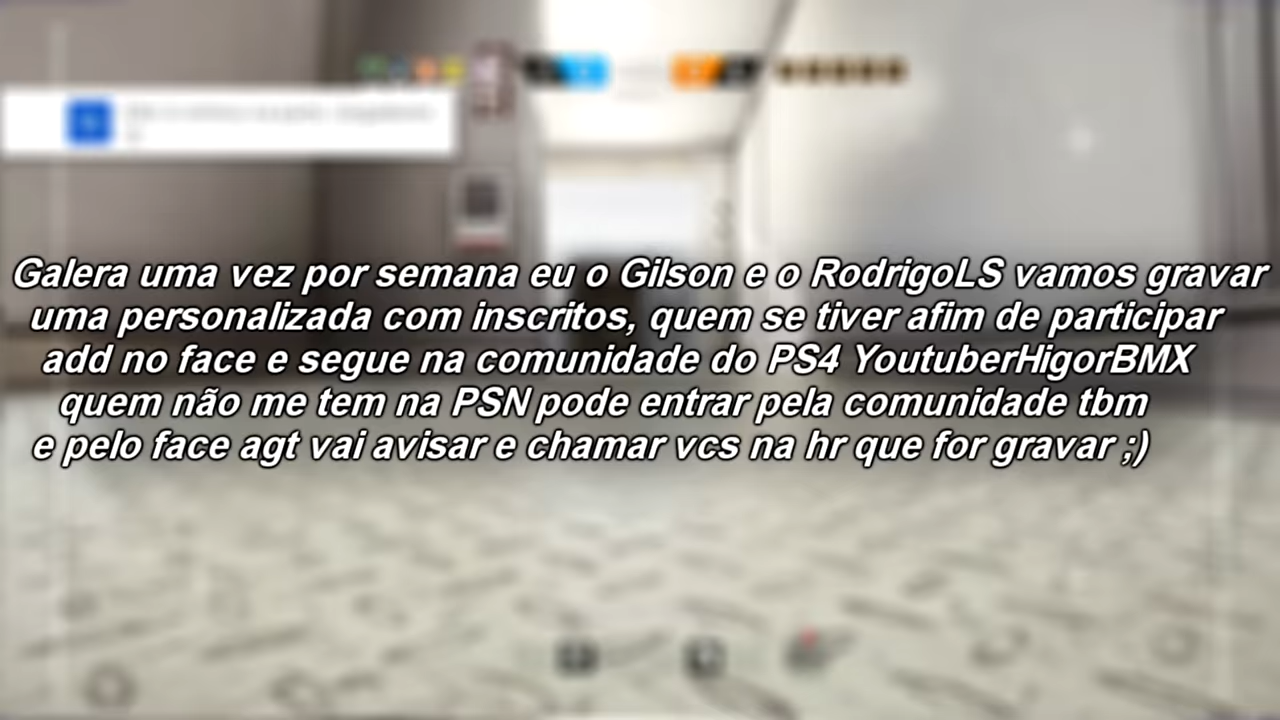 Galera uma vez por semana eu o Gilson e o RodrigoLS vamos gravar
uma personalizada com inscritos, quem se tiver afim de participar
add no face e segue na comunidade do PS4 YoutuberHigorBMX
quem não me tem na PSN pode entrar pela comunidade tbm
e pelo face agt vai avisar e chamar vcs na hr que for gravar ;)